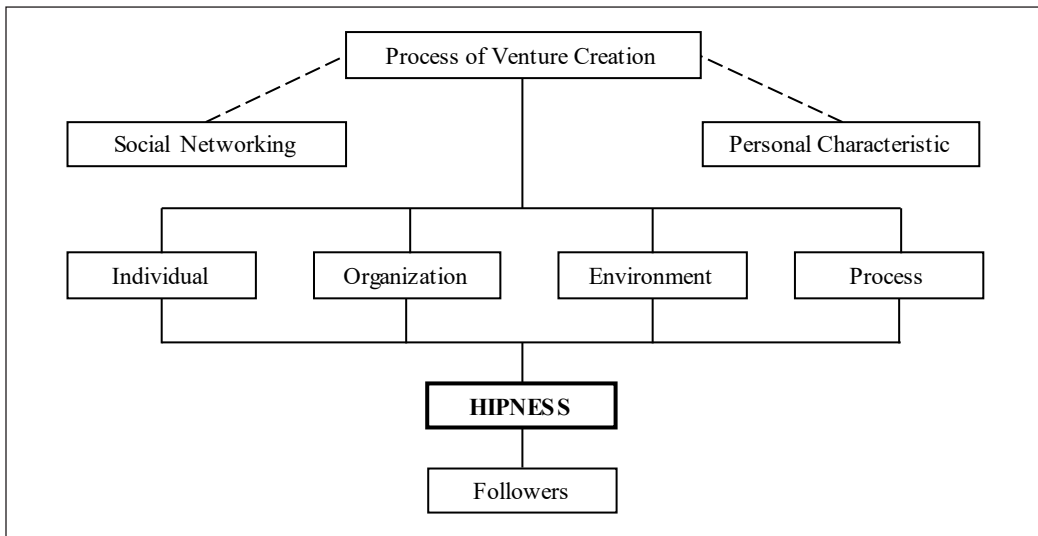 Process of Venture Creation
Social Networking
Personal Characteristic
Individual
Organization
Environment
Process
HIPNESS
Followers